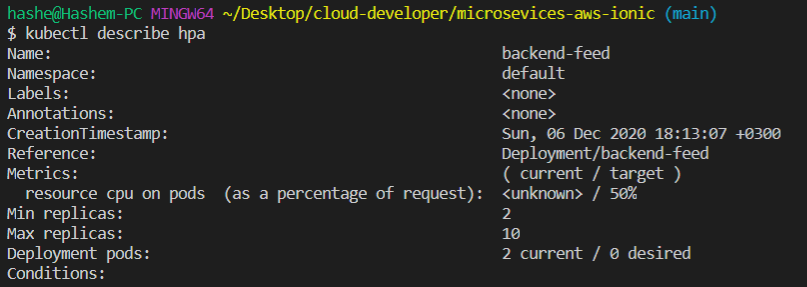 hashe@Hashem-PC MINGW64 ~/Desktop/cloud-developer/microsevices-aws-ionic (main)
$ kubectl describe hpa
Name: backend-feed
Namespace: default
Labels: <none>
Annotations: <none>
CreationTimestamp: Sun, 06 Dec 2020 18:13:07 +0300
Reference: Deployment/backend-feed
Metrics: ( current / target )
  resource cpu on pods  (as a percentage of request): <unknown> / 50%
Min replicas: 2
Max replicas: 10
Deployment pods: 2 current / 0 desired
Conditions: